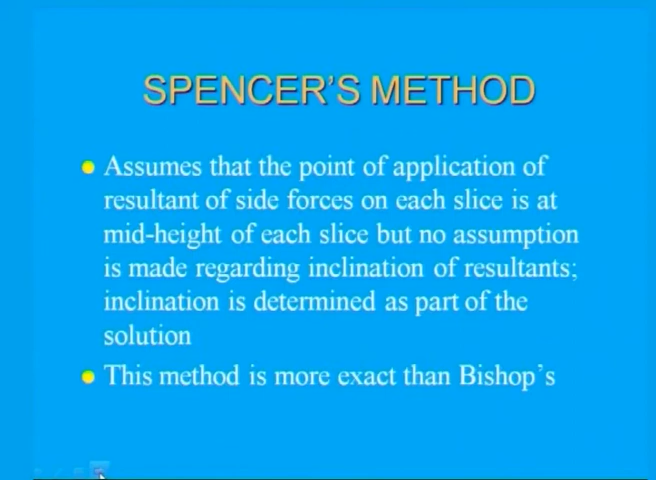 SPENCER'S METHOD
Assumes that the point of application of
resultant of side forces on each slice is at
mid-height of each slice but no assumption
is made regarding inclination of resultants;
inclination is determined as part of the
solution
This method is more exact than Bishop's